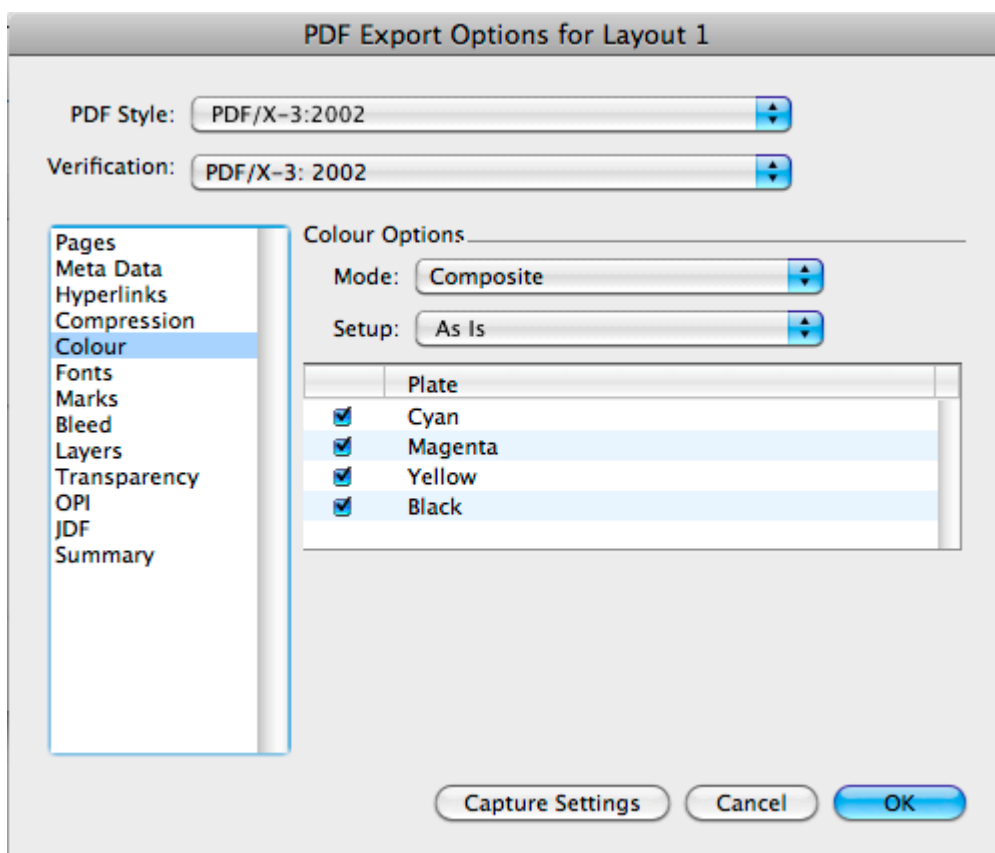 PDF Export Options for Layout 1
PDF Style: PDF/X-3:2002
Verification: PDF/X-3: 2002
Pages
Meta Data
Hyperlinks
Compression
Colour
Fonts
Marks
Bleed
Layers
Transparency
OPI
JDF
Summary
Colour Options
Mode: Composite
Setup: As Is
Plate
Cyan
Magenta
Yellow
Black
Capture Settings Cancel OK